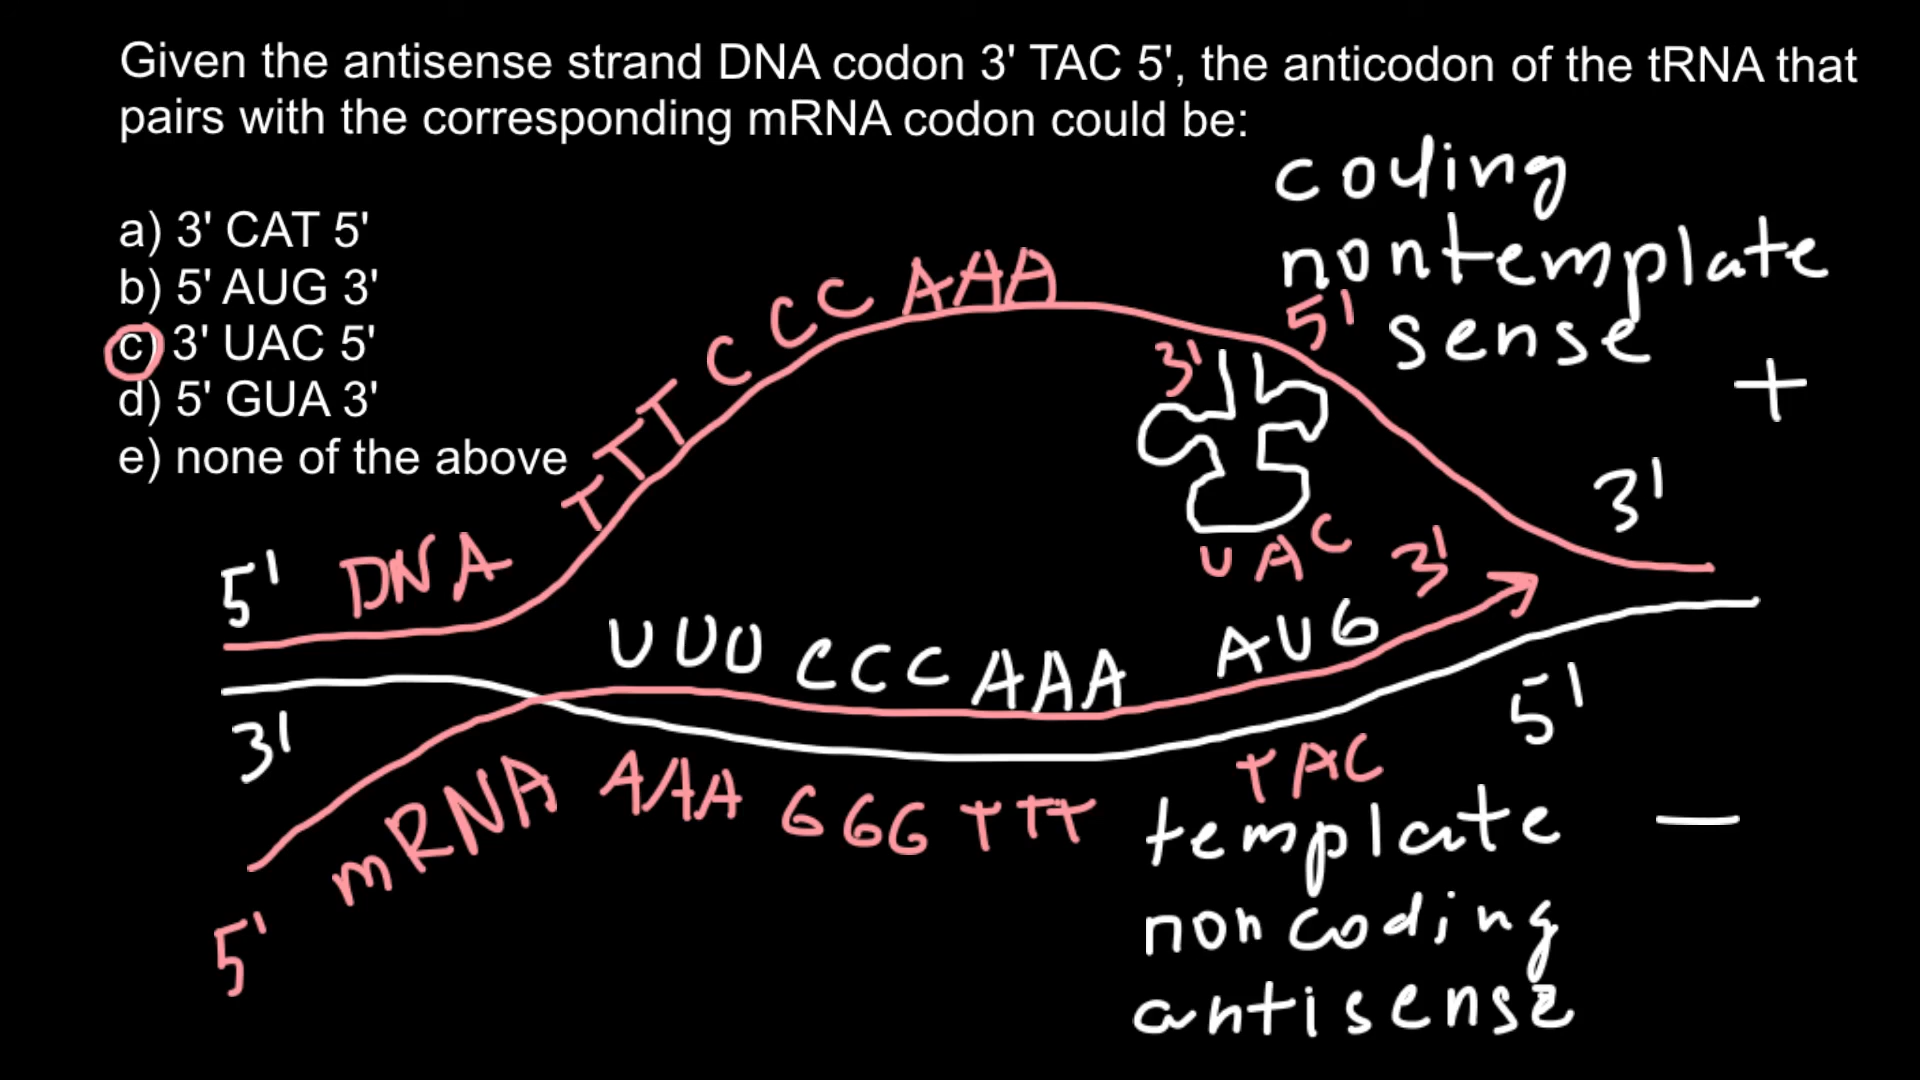 Given the antisense strand DNA codon 3' TAC 5', the anticodon of the tRNA that
pairs with the corresponding mRNA codon could be:
a) 3' CAT 5'
b) 5' AUG 3'
c) 3' UAC 5'
d) 5' GUA 3'
e) none of the above
coding
nontemplate
sense
+
TTT CCC AAA
3' 5'
5' DNA
3'
UAC 3'
UUU CCC AAA AUG
3'
5'
TAC
mRNA AAA GGG TTT
template
—
noncoding
5'
antisense